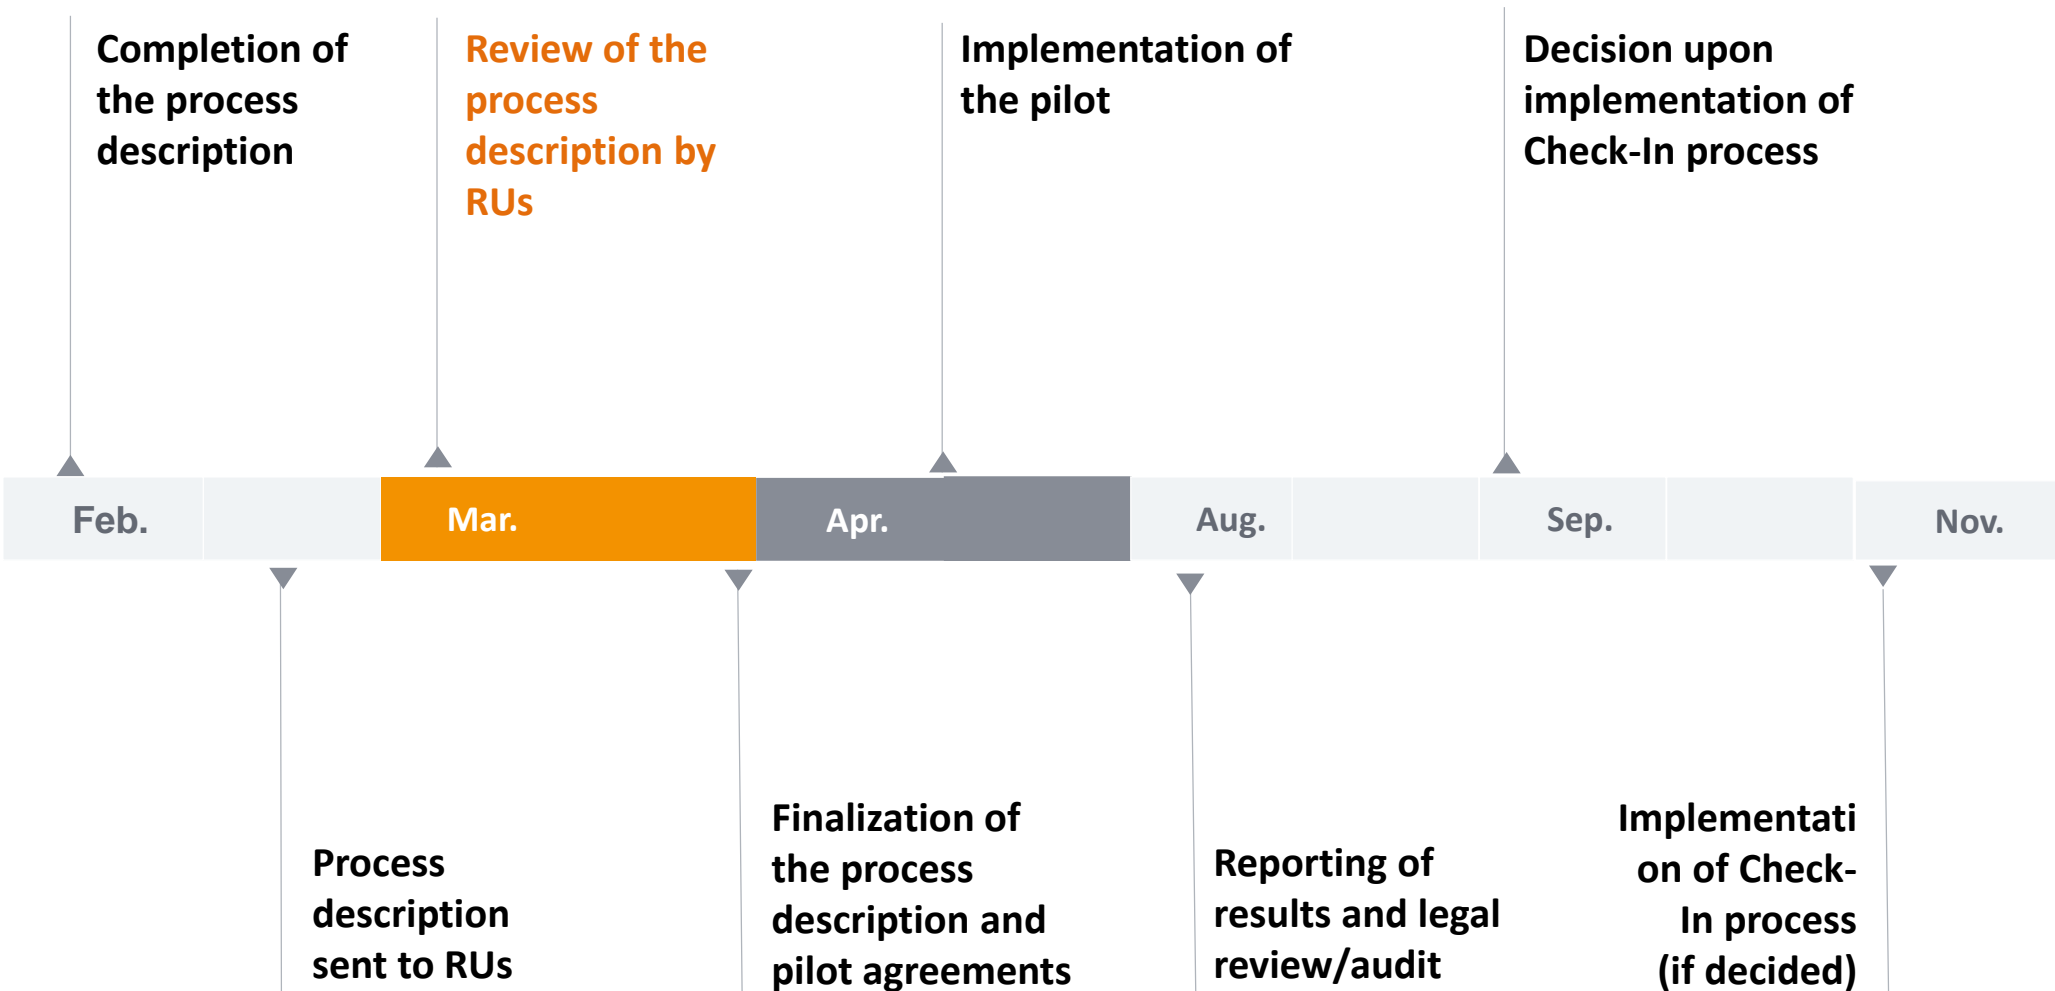 Completion of
the process
description
Review of the
process
description by
RUs
Implementation of
the pilot
Decision upon
implementation of
Check-In process
Feb.
Mar.
Apr.
Aug.
Sep.
Nov.
Process
description
sent to RUs
Finalization of
the process
description and
pilot agreements
Reporting of
results and legal
review/audit
Implementati
on of Check-
In process
(if decided)